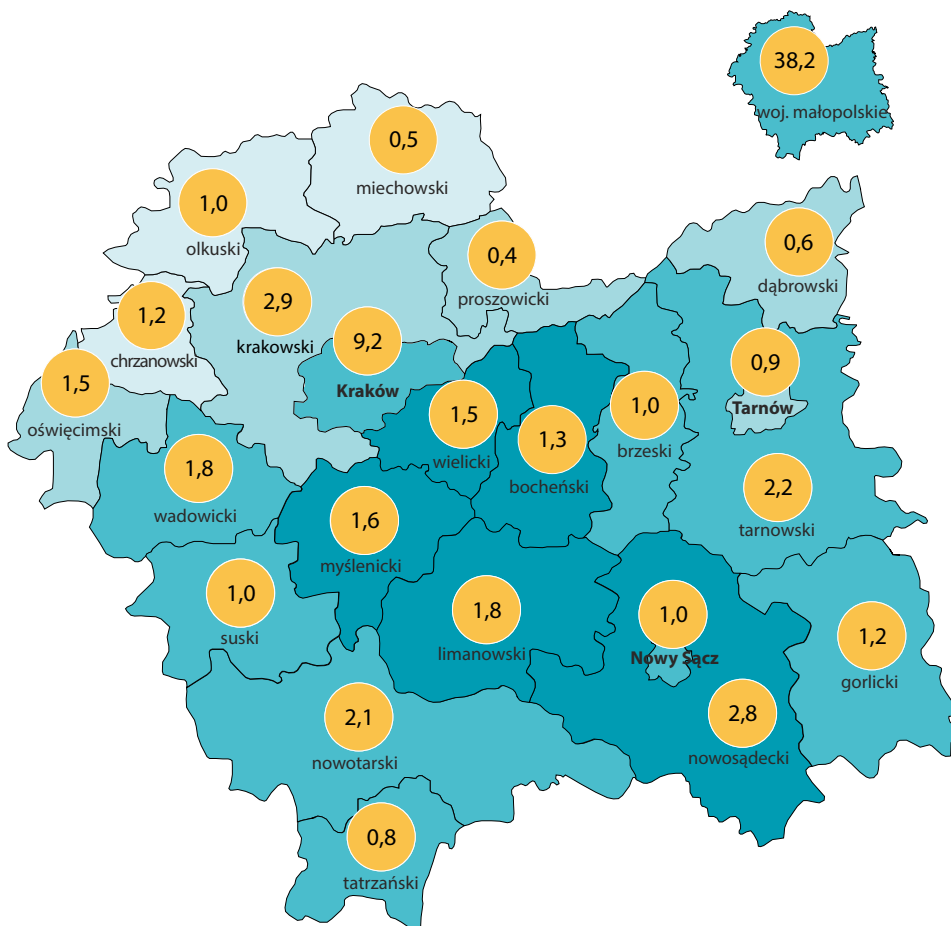 38,2
woj. małopolskie
0,5
miechowski
1,0
olkuski
0,4
proszowicki
0,6
dąbrowski
2,9
krakowski
1,2
chrzanowski
9,2
Kraków
0,9
Tarnów
1,5
oświęcimski
1,5
wielicki
1,3
bocheński
1,0
brzeski
1,8
wadowicki
2,2
tarnowski
1,6
myślenicki
1,0
suski
1,8
limanowski
1,0
Nowy Sącz
1,2
gorlicki
2,1
nowotarski
2,8
nowosądecki
0,8
tatrzański